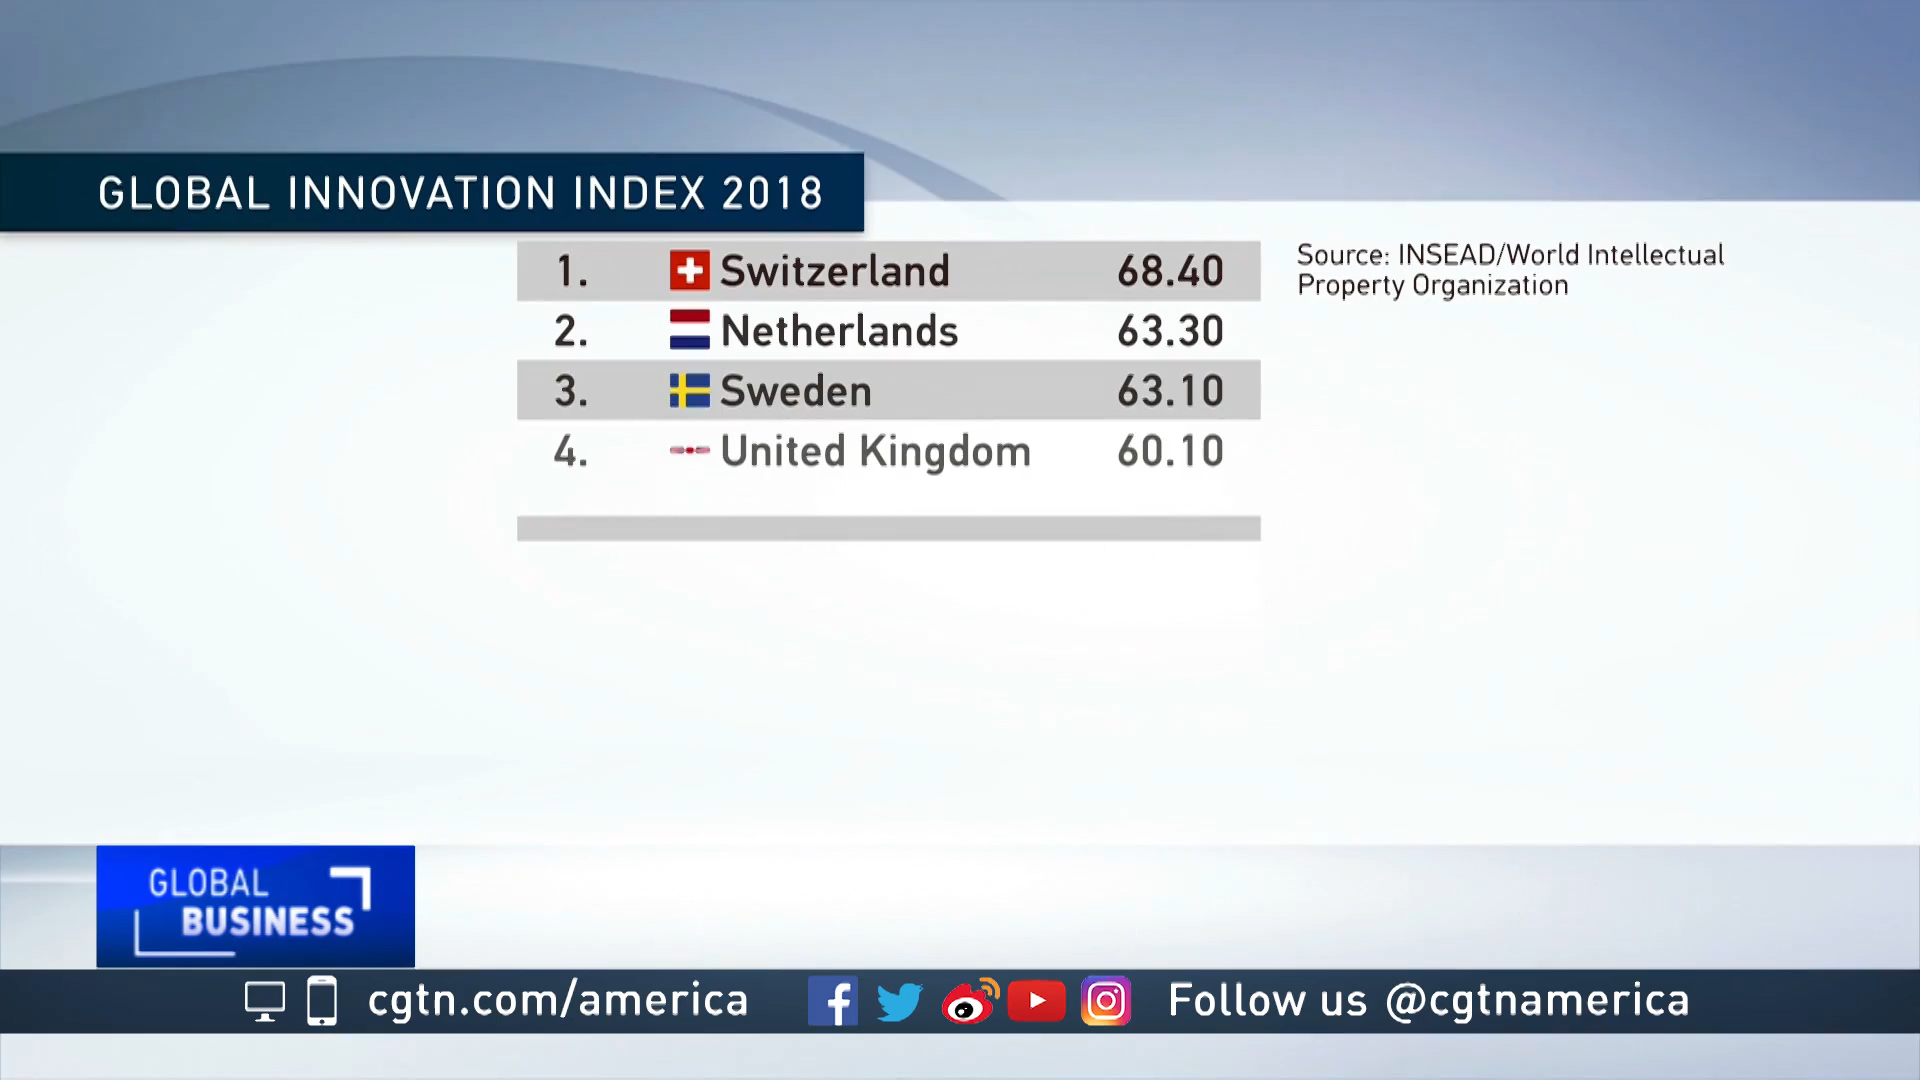 GLOBAL INNOVATION INDEX 2018
1. Switzerland 68.40
2. Netherlands 63.30
3. Sweden 63.10
4. United Kingdom 60.10
Source: INSEAD/World Intellectual
Property Organization
GLOBAL
BUSINESS
cgtn.com/america Follow us @cgtnamerica